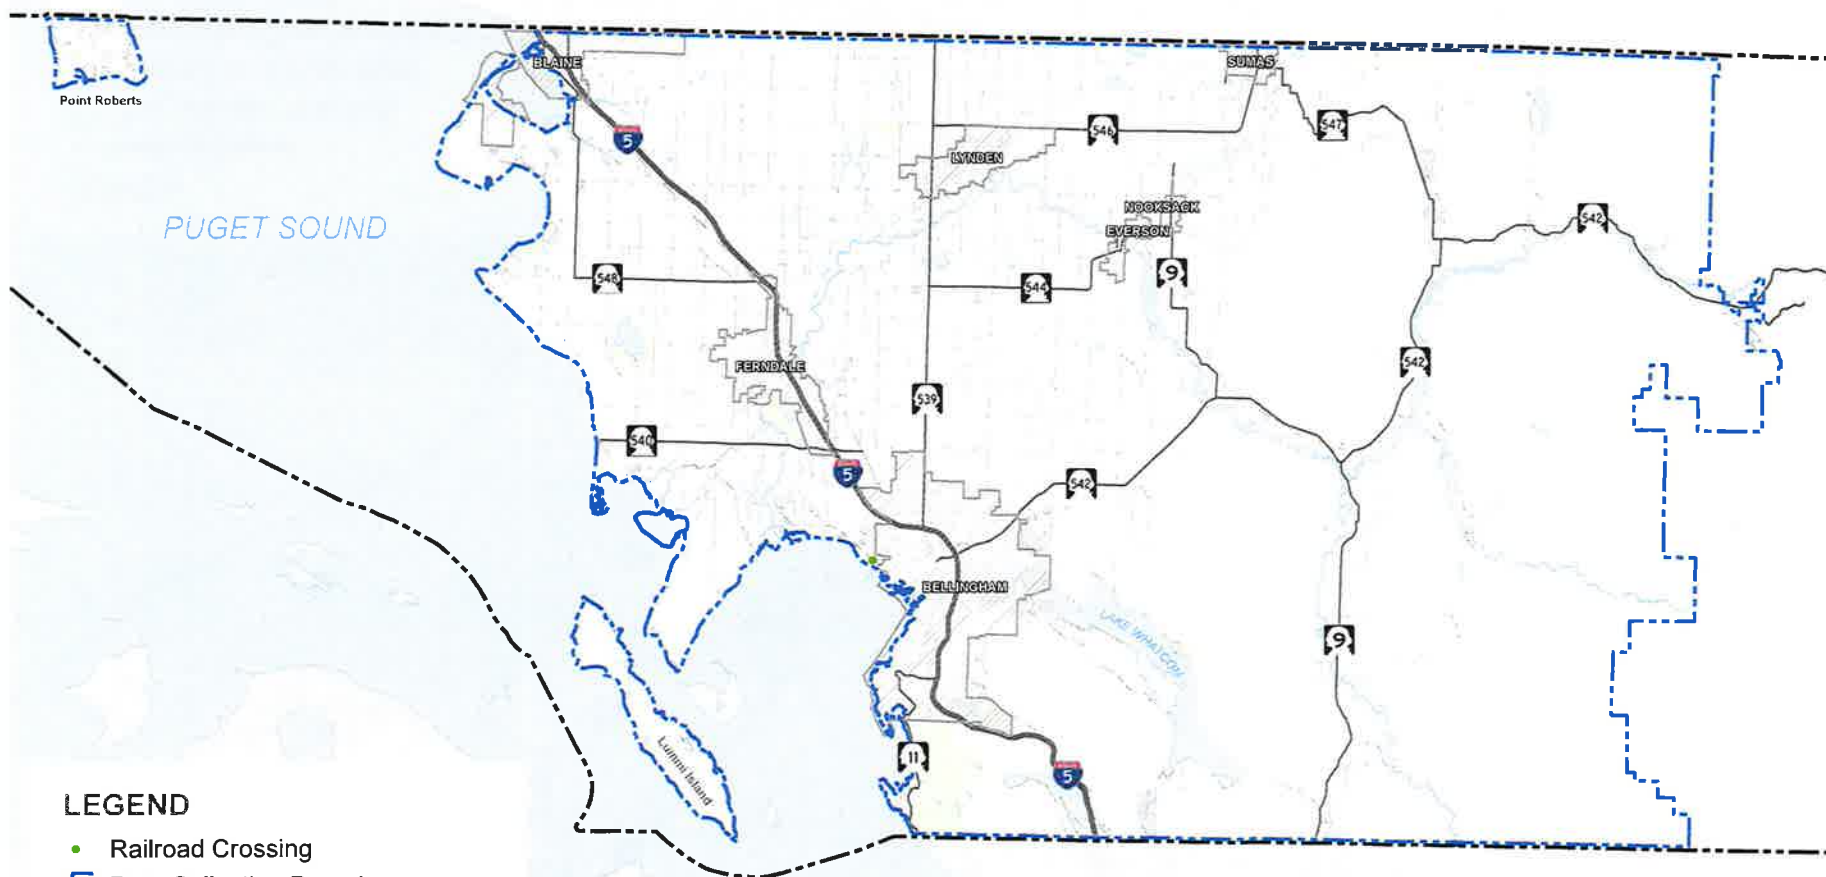 Point Roberts
BLAINE
SUMAS
5
546
547
LYNDEN
PUGET SOUND
NOOKSACK
EVERSON
542
548
544
9
FERNDALE
542
539
540
5
542
BELLINGHAM
LAKE WHATCOM
9
Lummi Island
11
5
LEGEND
Railroad Crossing